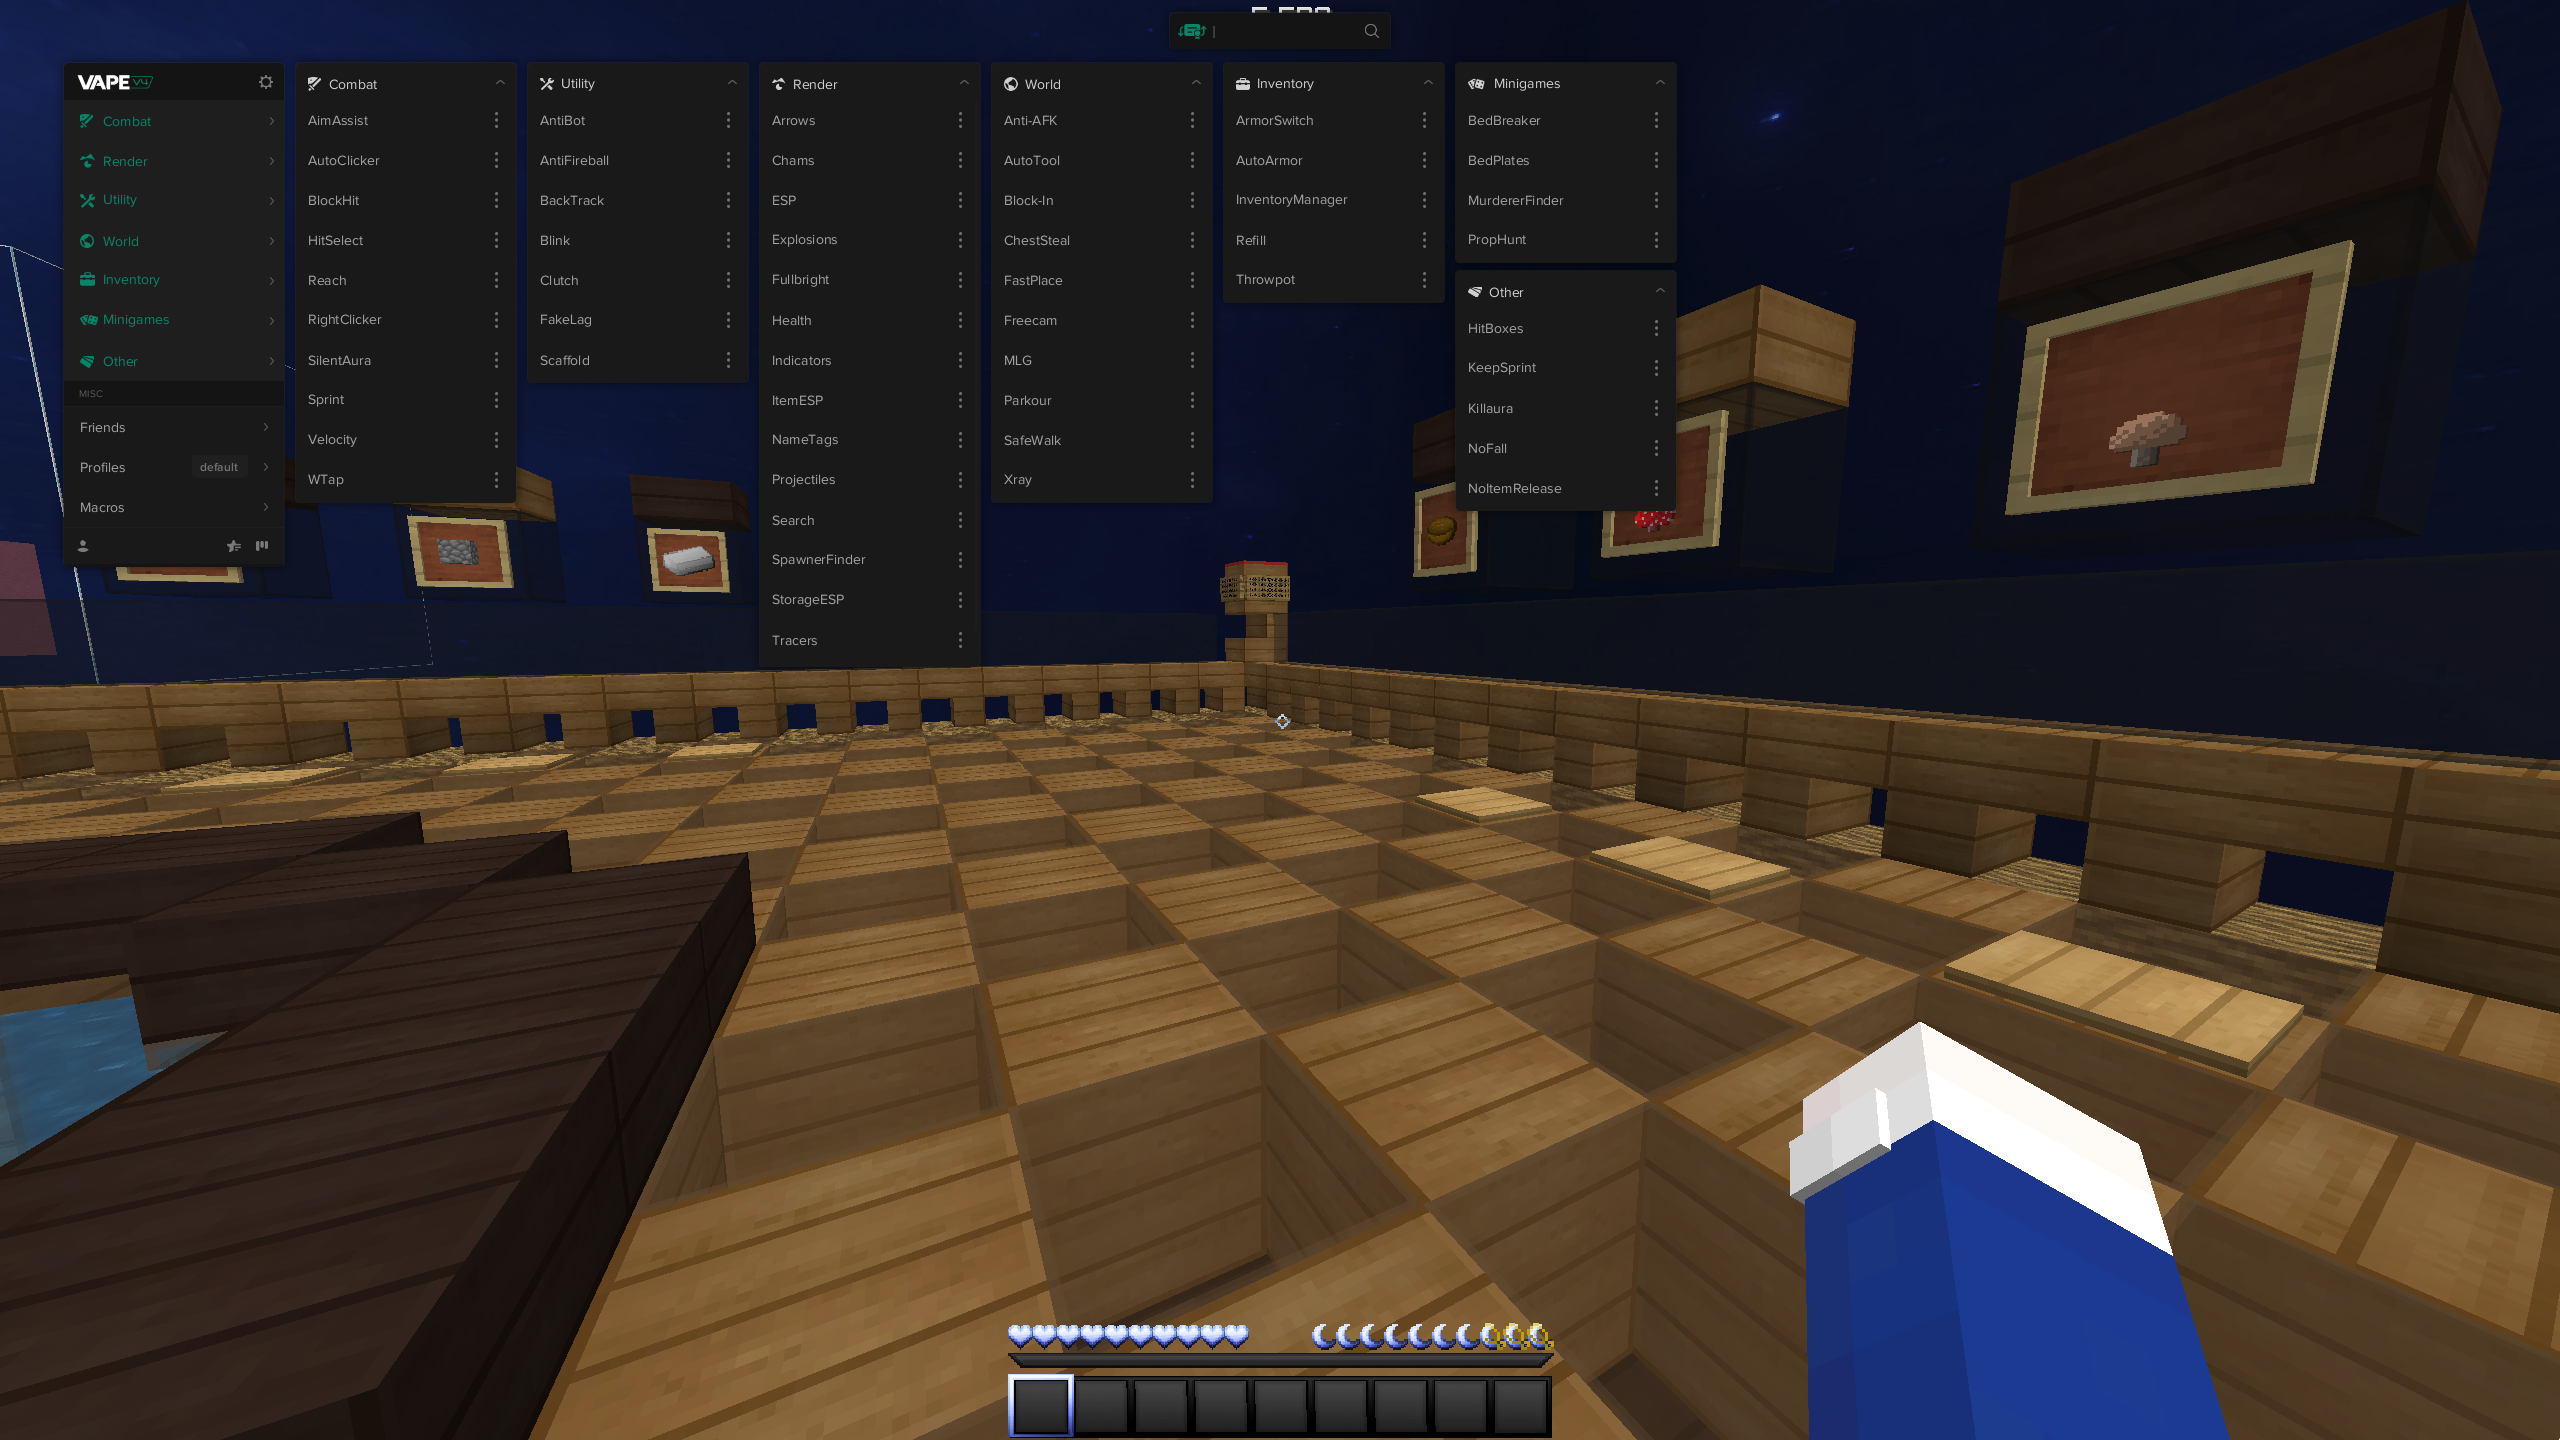 VAPE V4
Combat
Render
Utility
World
Inventory
Minigames
Other
MISC
Friends
Profiles default
Macros
Combat
AimAssist
AutoClicker
BlockHit
HitSelect
Reach
RightClicker
SilentAura
Sprint
Velocity
WTap
Utility
AntiBot
AntiFireball
BackTrack
Blink
Clutch
FakeLag
Scaffold
Render
Arrows
Chams
ESP
Explosions
Fullbright
Health
Indicators
ItemESP
NameTags
Projectiles
Search
SpawnerFinder
StorageESP
Tracers
World
Anti-AFK
AutoTool
Block-In
ChestSteal
FastPlace
Freecam
MLG
Parkour
SafeWalk
Xray
Inventory
ArmorSwitch
AutoArmor
InventoryManager
Refill
Throwpot
Minigames
BedBreaker
BedPlates
MurdererFinder
PropHunt
Other
HitBoxes
KeepSprint
Killaura
NoFall
NoItemRelease